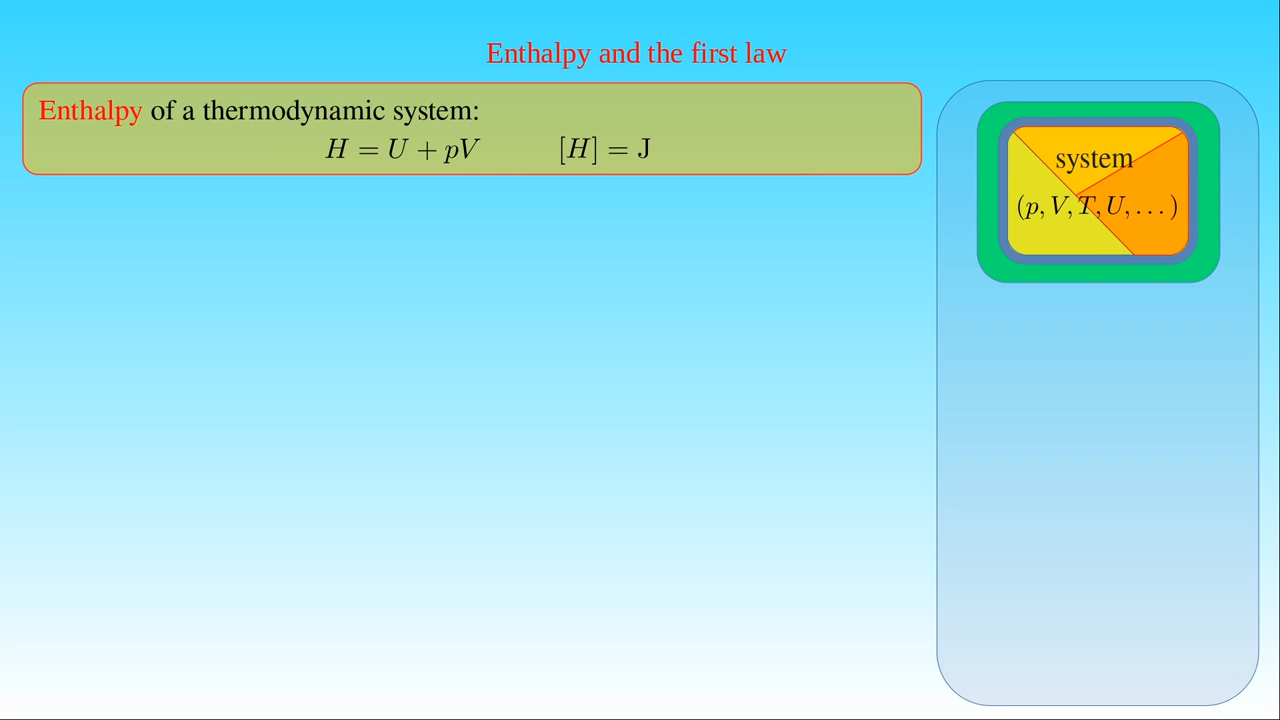 Enthalpy and the first law
Enthalpy of a thermodynamic system:
H = U + pV [H] = J
system
(p, V, T, U, . . . )